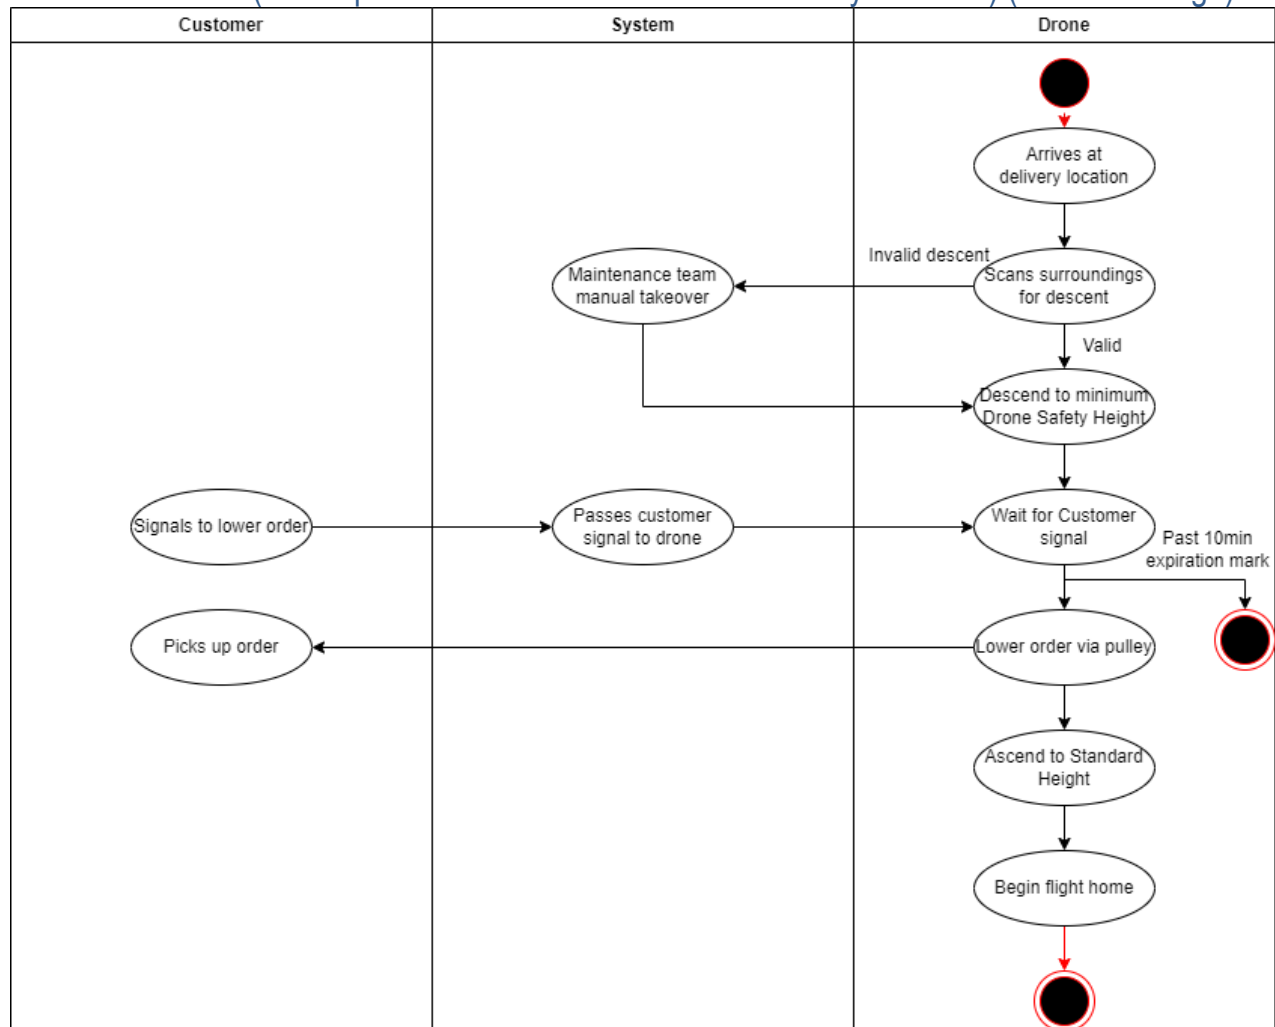 Customer
System
Drone
Arrives at
delivery location
Invalid descent
Scans surroundings
for descent
Maintenance team
manual takeover
Valid
Descend to minimum
Drone Safety Height
Signals to lower order
Passes customer
signal to drone
Wait for Customer
signal
Past 10min
expiration mark
Picks up order
Lower order via pulley
Ascend to Standard
Height
Begin flight home